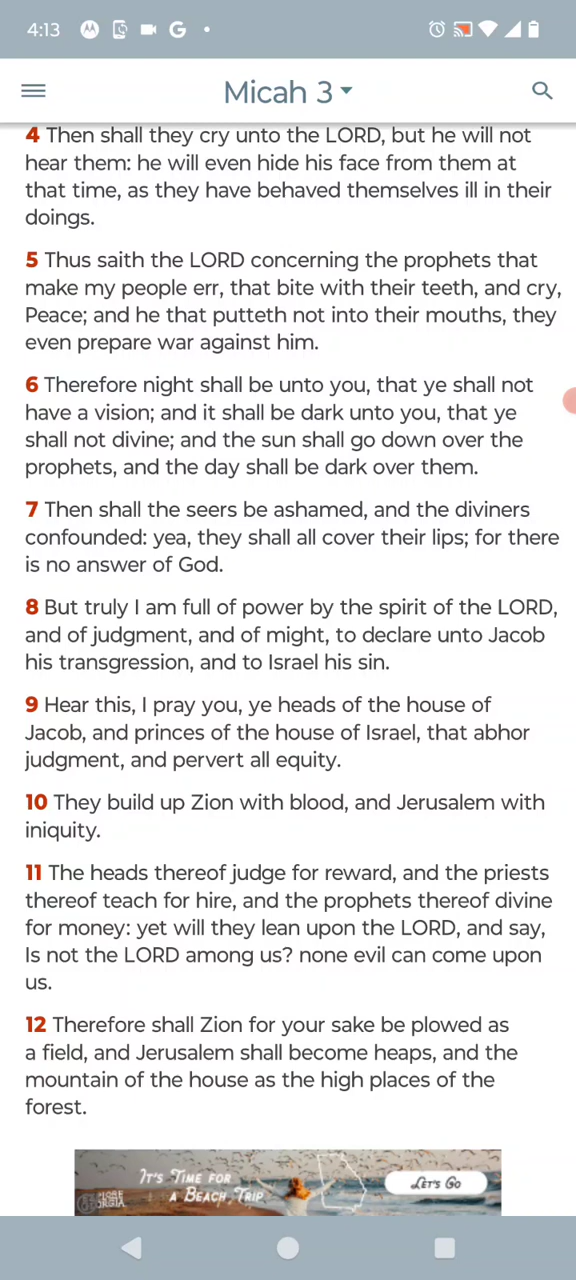 4:13
Micah 3
4 Then shall they cry unto the LORD, but he will not
hear them: he will even hide his face from them at
that time, as they have behaved themselves ill in their
doings.
5 Thus saith the LORD concerning the prophets that
make my people err, that bite with their teeth, and cry,
Peace; and he that putteth not into their mouths, they
even prepare war against him.
6 Therefore night shall be unto you, that ye shall not
have a vision; and it shall be dark unto you, that ye
shall not divine; and the sun shall go down over the
prophets, and the day shall be dark over them.
7 Then shall the seers be ashamed, and the diviners
confounded: yea, they shall all cover their lips; for there
is no answer of God.
8 But truly I am full of power by the spirit of the LORD,
and of judgment, and of might, to declare unto Jacob
his transgression, and to Israel his sin.
9 Hear this, I pray you, ye heads of the house of
Jacob, and princes of the house of Israel, that abhor
judgment, and pervert all equity.
10 They build up Zion with blood, and Jerusalem with
iniquity.
11 The heads thereof judge for reward, and the priests
thereof teach for hire, and the prophets thereof divine
for money: yet will they lean upon the LORD, and say,
Is not the LORD among us? none evil can come upon
us.
12 Therefore shall Zion for your sake be plowed as
a field, and Jerusalem shall become heaps, and the
mountain of the house as the high places of the
forest.
IT'S TIME FOR
A BEACH TRIP
LET'S GO